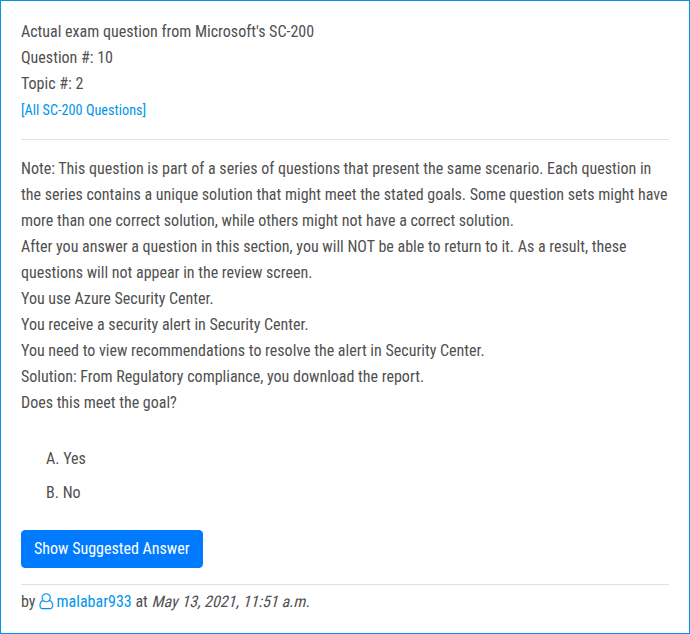 Actual exam question from Microsoft's SC-200
Question #: 10
Topic #: 2
[All SC-200 Questions]
Note: This question is part of a series of questions that present the same scenario. Each question in
the series contains a unique solution that might meet the stated goals. Some question sets might have
more than one correct solution, while others might not have a correct solution.
After you answer a question in this section, you will NOT be able to return to it. As a result, these
questions will not appear in the review screen.
You use Azure Security Center.
You receive a security alert in Security Center.
You need to view recommendations to resolve the alert in Security Center.
Solution: From Regulatory compliance, you download the report.
Does this meet the goal?
A. Yes
B. No
Show Suggested Answer
by malabar933 at May 13, 2021, 11:51 a.m.